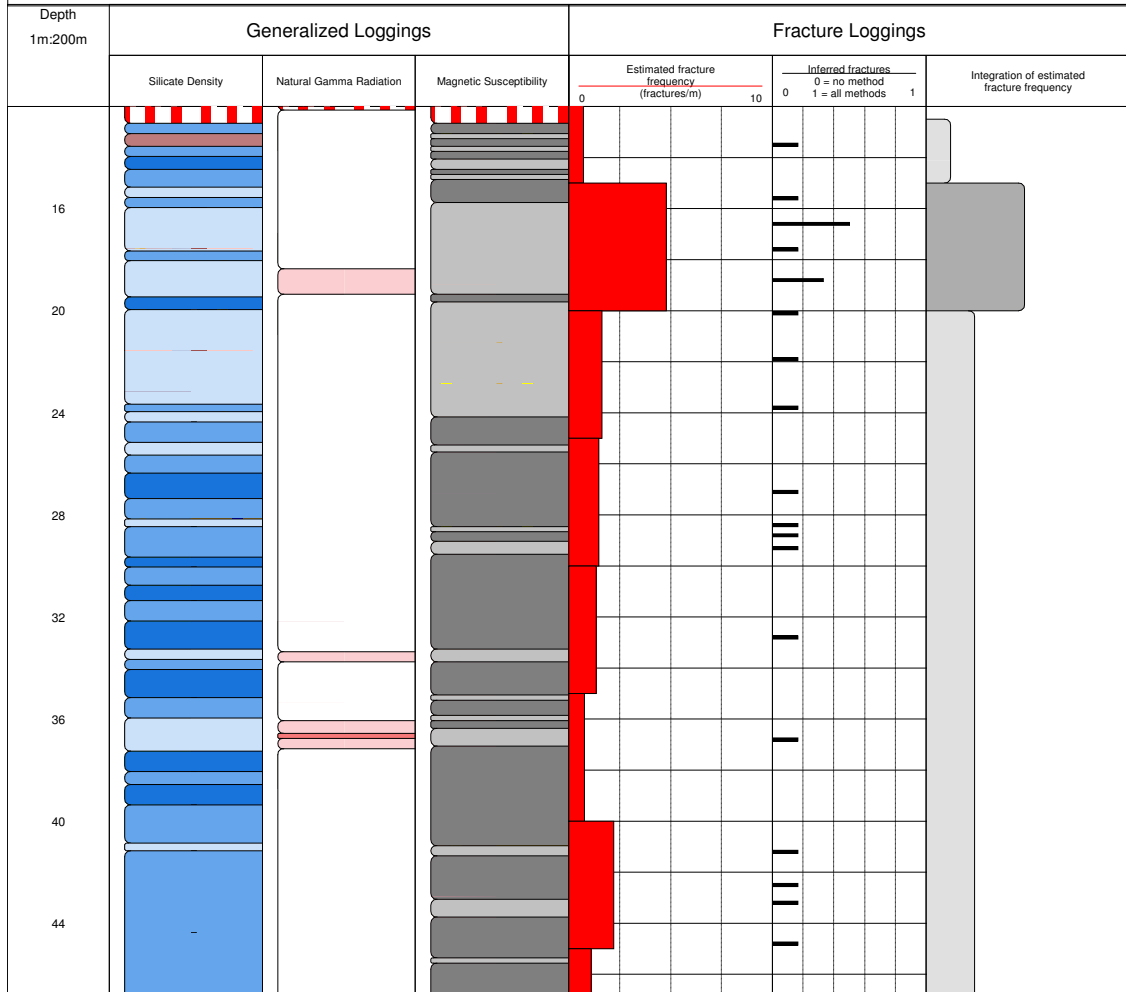 Depth
1m:200m
Generalized Loggings
Fracture Loggings
Silicate Density
Natural Gamma Radiation
Magnetic Susceptibility
Estimated fracture
frequency
(fractures/m)
0 10
Inferred fractures
0 = no method
1 = all methods
0 1
Integration of estimated
fracture frequency
16
20
24
28
32
36
40
44